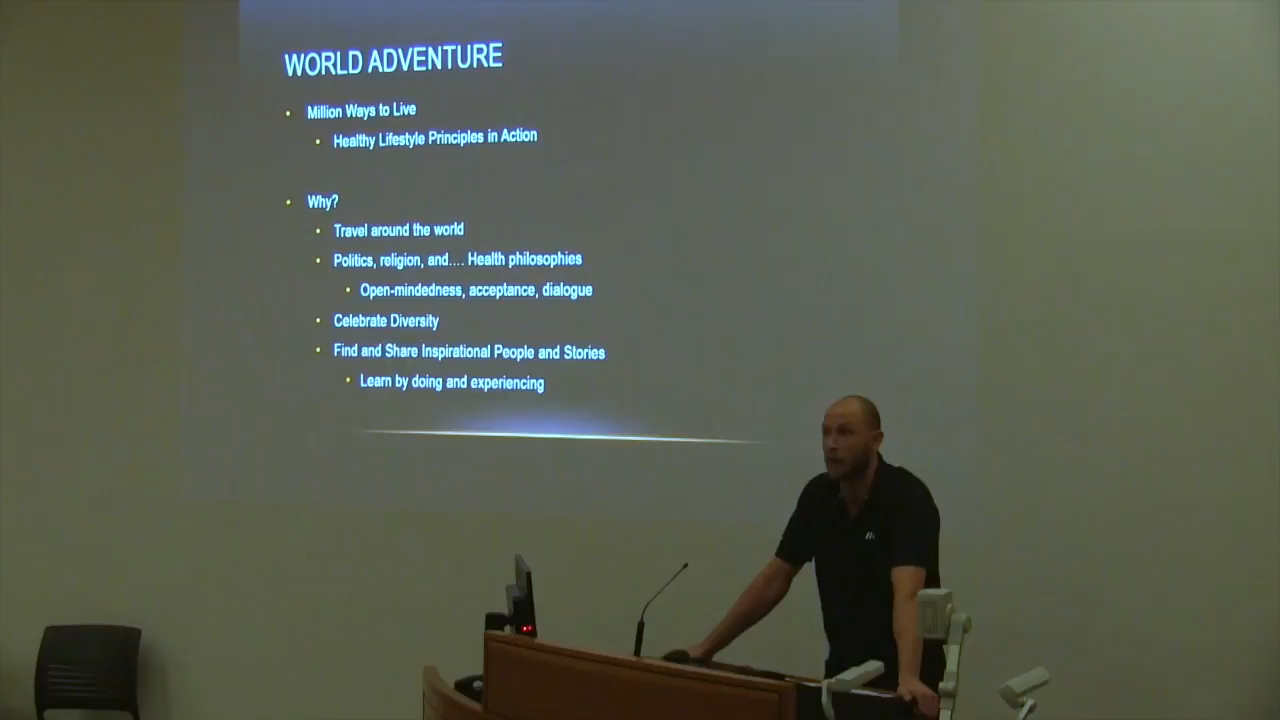 WORLD ADVENTURE
• Million Ways to Live
• Healthy Lifestyle Principles in Action
• Why?
• Travel around the world
• Politics, religion, and.... Health philosophies
• Open-mindedness, acceptance, dialogue
• Celebrate Diversity
• Find and Share Inspirational People and Stories
• Learn by doing and experiencing